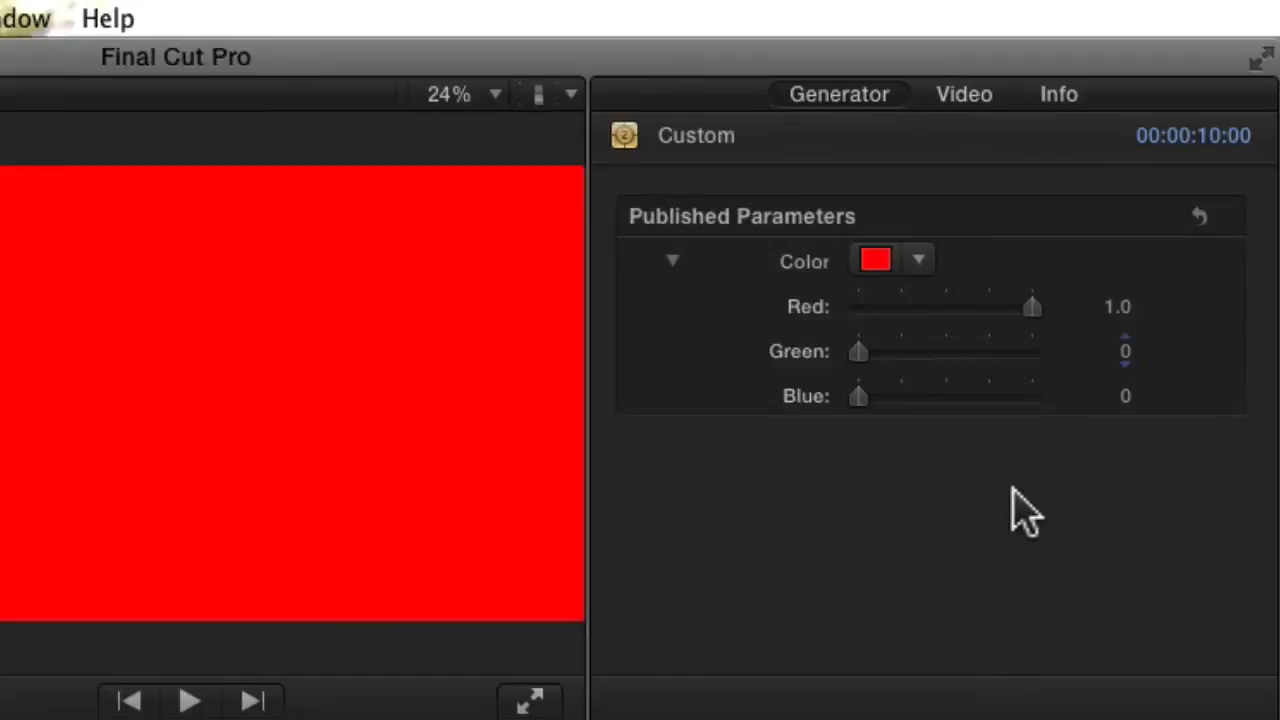 Help
Final Cut Pro
24%
Generator Video Info
Custom 00:00:10:00
Published Parameters
Color
Red: 1.0
Green: 0
Blue: 0